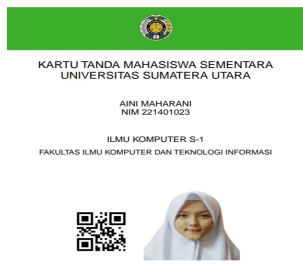 KARTU TANDA MAHASISWA SEMENTARA
UNIVERSITAS SUMATERA UTARA
AINI MAHARANI
NIM 221401023
ILMU KOMPUTER S-1
FAKULTAS ILMU KOMPUTER DAN TEKNOLOGI INFORMASI